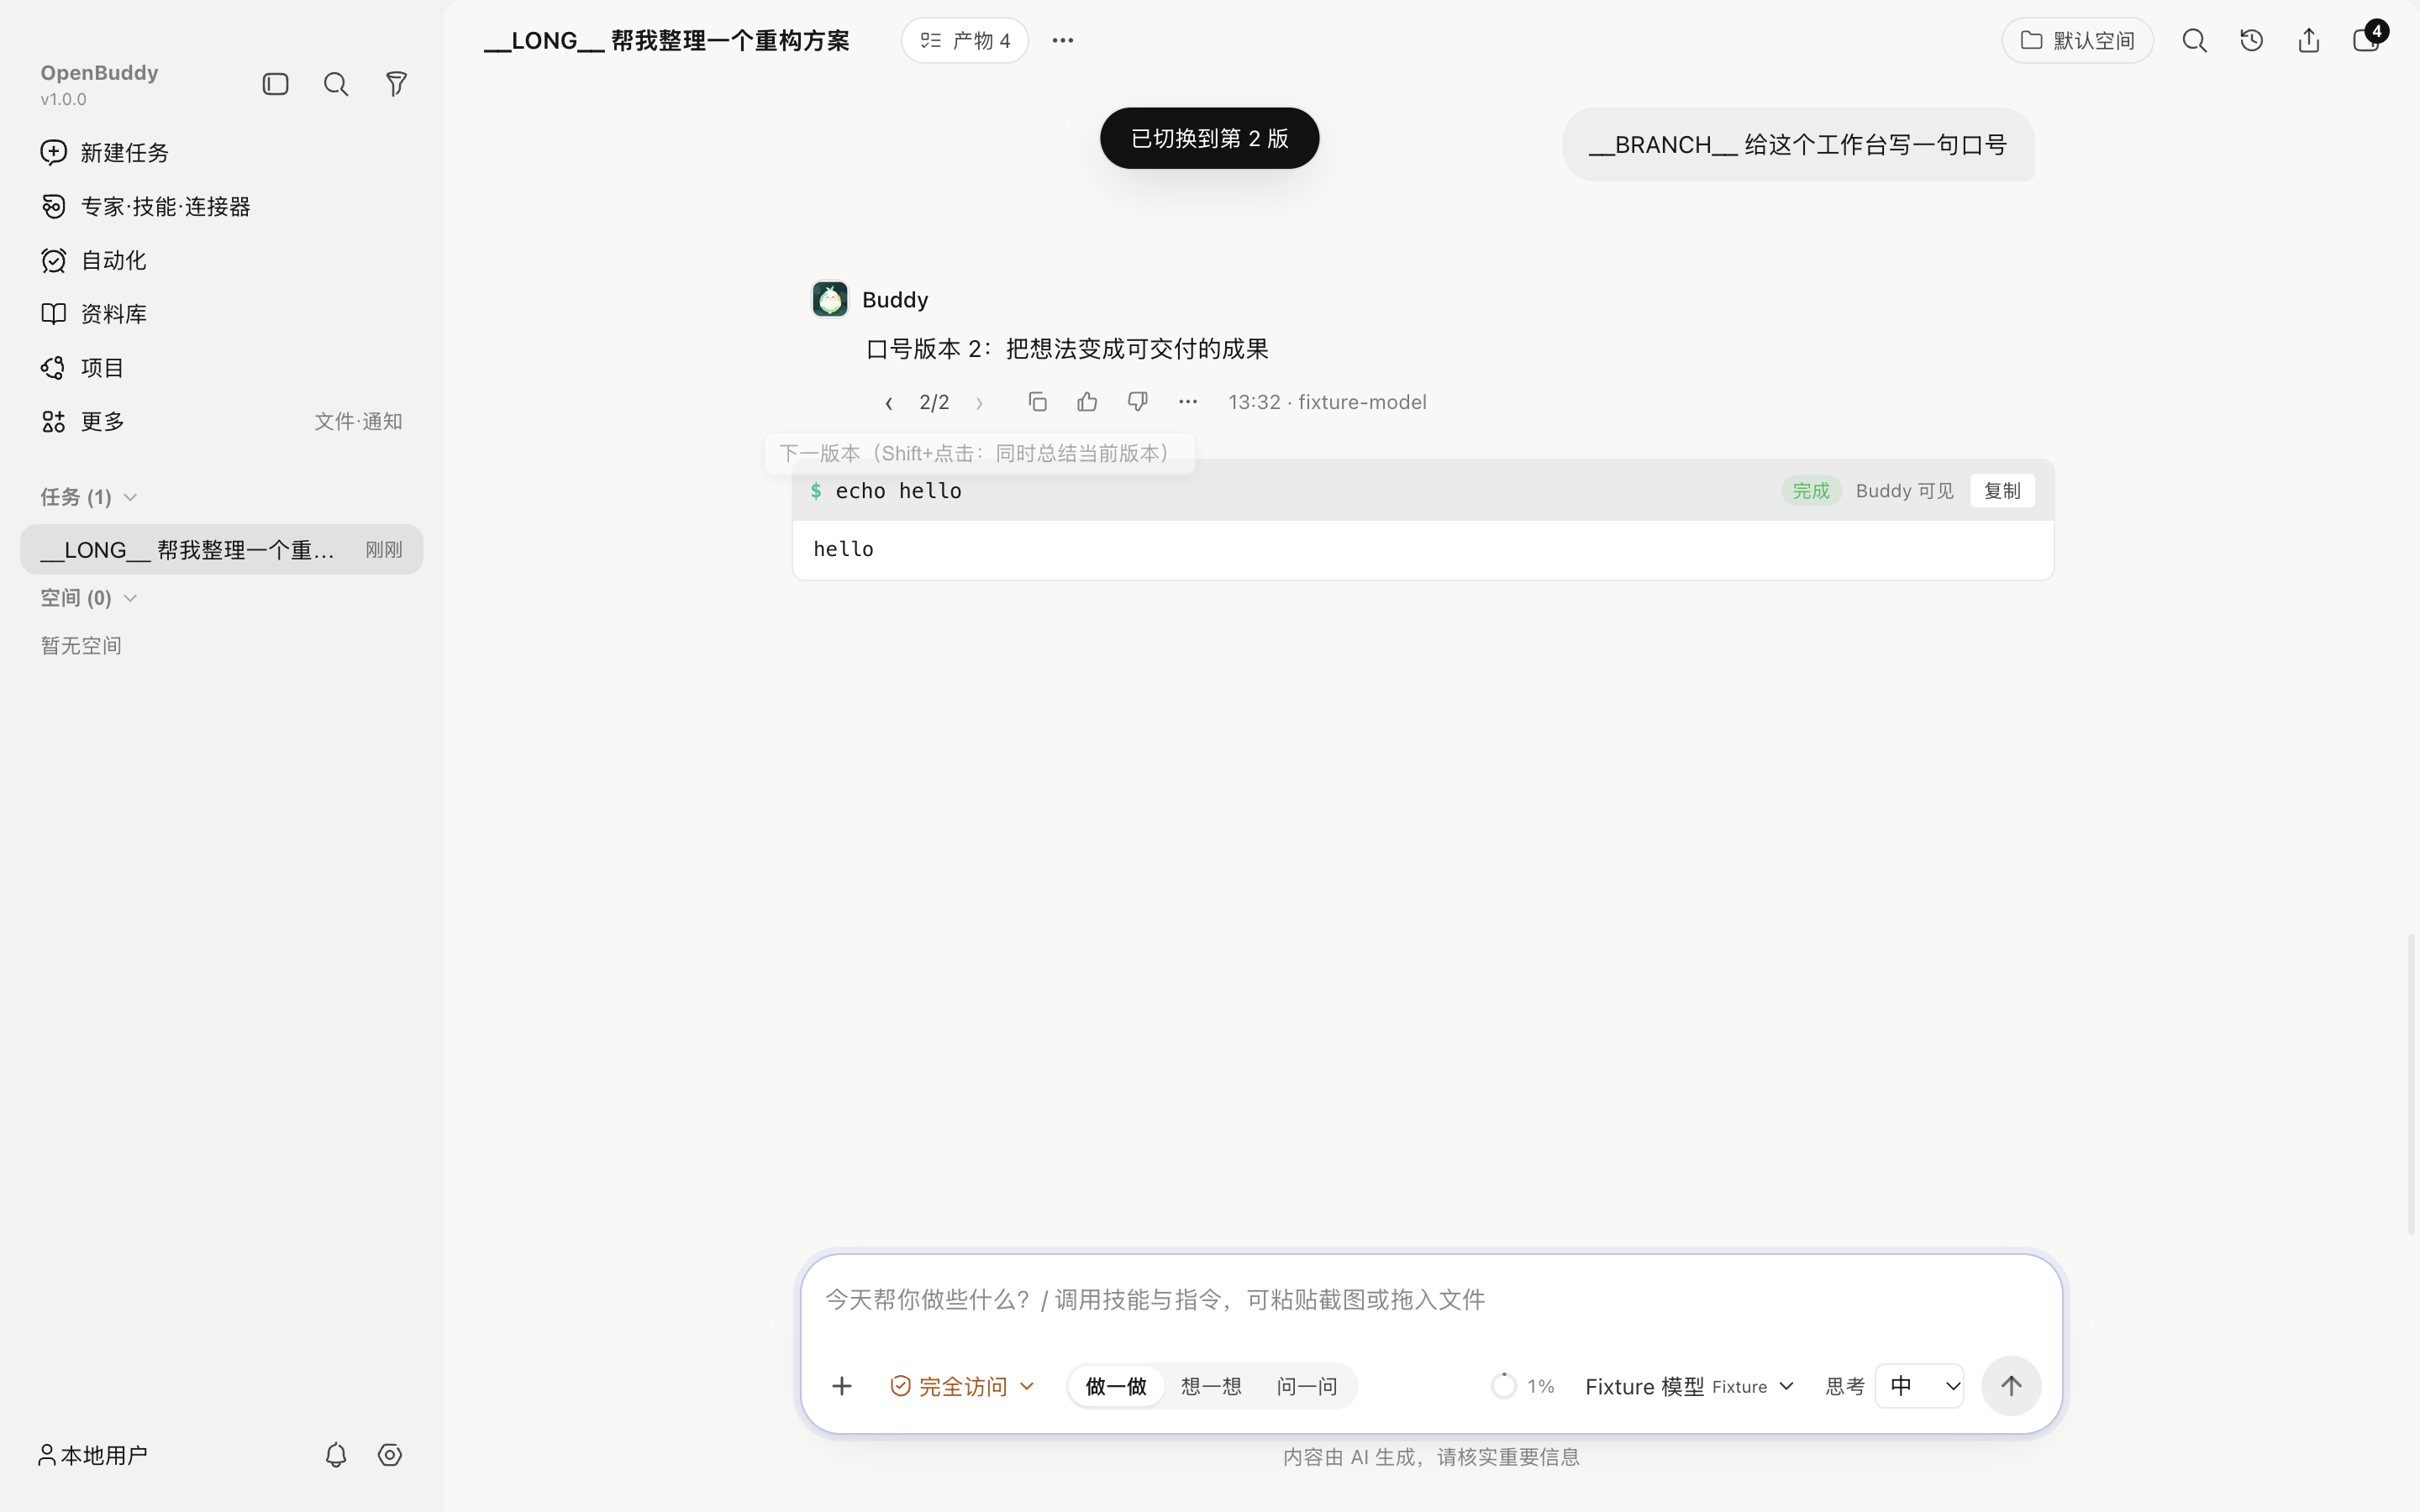 OpenBuddy
v1.0.0
新建任务
专家·技能·连接器
自动化
资料库
项目
更多 文件·通知
任务 (1)
__LONG__ 帮我整理一个重... 刚刚
空间 (0)
暂无空间
本地用户
__LONG__ 帮我整理一个重构方案 产物 4 默认空间 4
已切换到第 2 版
__BRANCH__ 给这个工作台写一句口号
Buddy
口号版本 2：把想法变成可交付的成果
2/2 13:32 · fixture-model
下一版本（Shift+点击：同时总结当前版本）
$ echo hello 完成 Buddy 可见 复制
hello
今天帮你做些什么？/ 调用技能与指令，可粘贴截图或拖入文件
完全访问 做一做 想一想 问一问 1% Fixture 模型 Fixture 思考 中
内容由 AI 生成，请核实重要信息